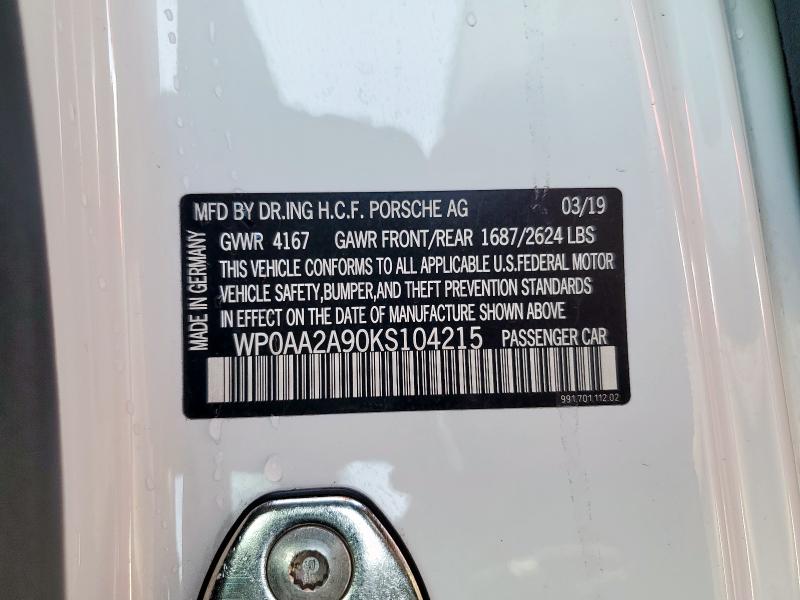 MFD BY DR.ING H.C.F. PORSCHE AG 03/19
GVWR 4167 GAWR FRONT/REAR 1687/2624 LBS
THIS VEHICLE CONFORMS TO ALL APPLICABLE U.S.FEDERAL MOTOR
VEHICLE SAFETY,BUMPER,AND THEFT PREVENTION STANDARDS
IN EFFECT ON THE DATE OF MANUFACTURE SHOWN ABOVE
WP0AA2A90KS104215 PASSENGER CAR
991.701.112.02
MADE IN GERMANY